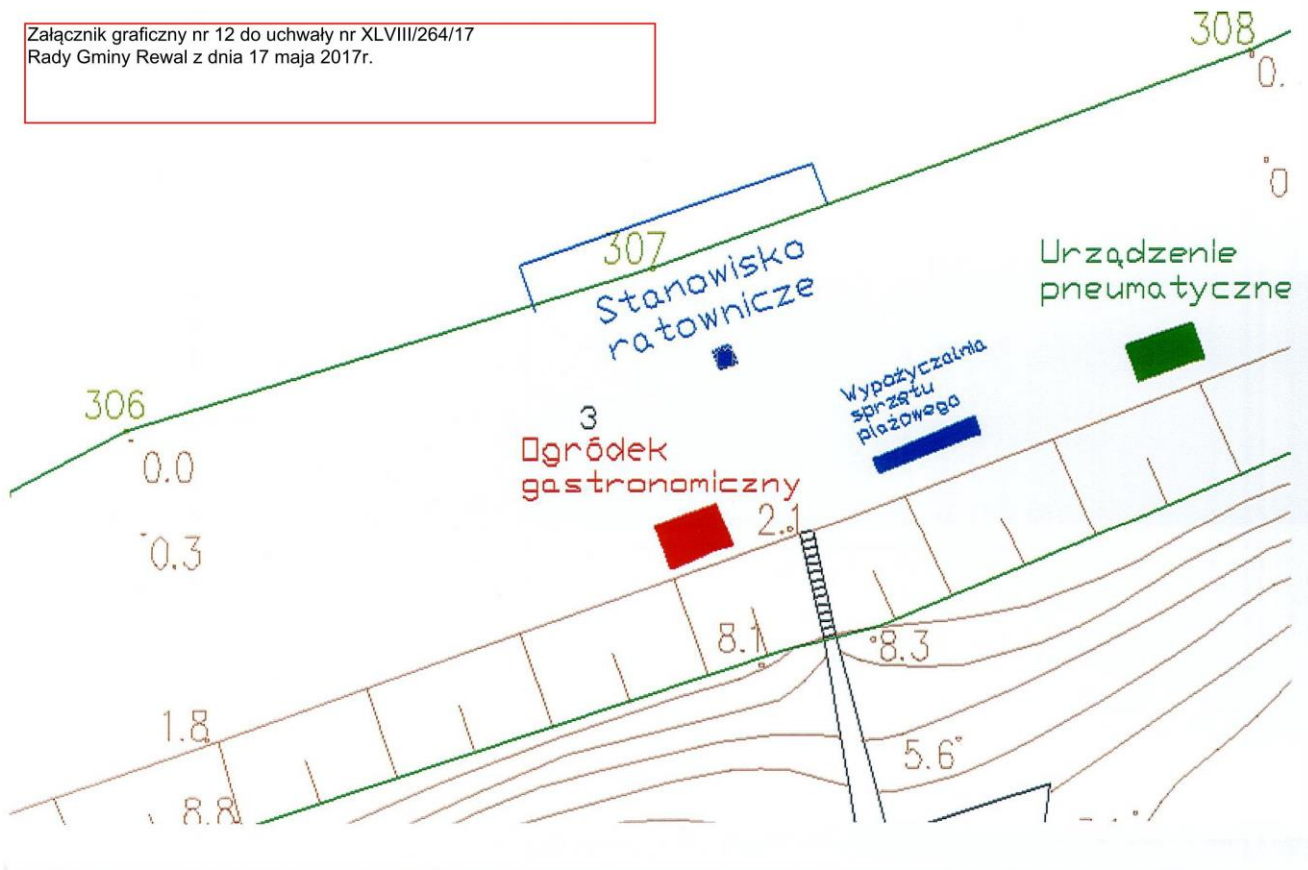 Załącznik graficzny nr 12 do uchwały nr XLVIII/264/17
Rady Gminy Rewal z dnia 17 maja 2017r.
308
0.
0
307
Stanowisko
ratownicze
Urządzenie
pneumatyczne
Wypożyczalnia
sprzętu
plażowego
306
3
Ogródek
gastronomiczny
0.0
0.3
2.1
8.1
8.3
1.8
5.6
8.8